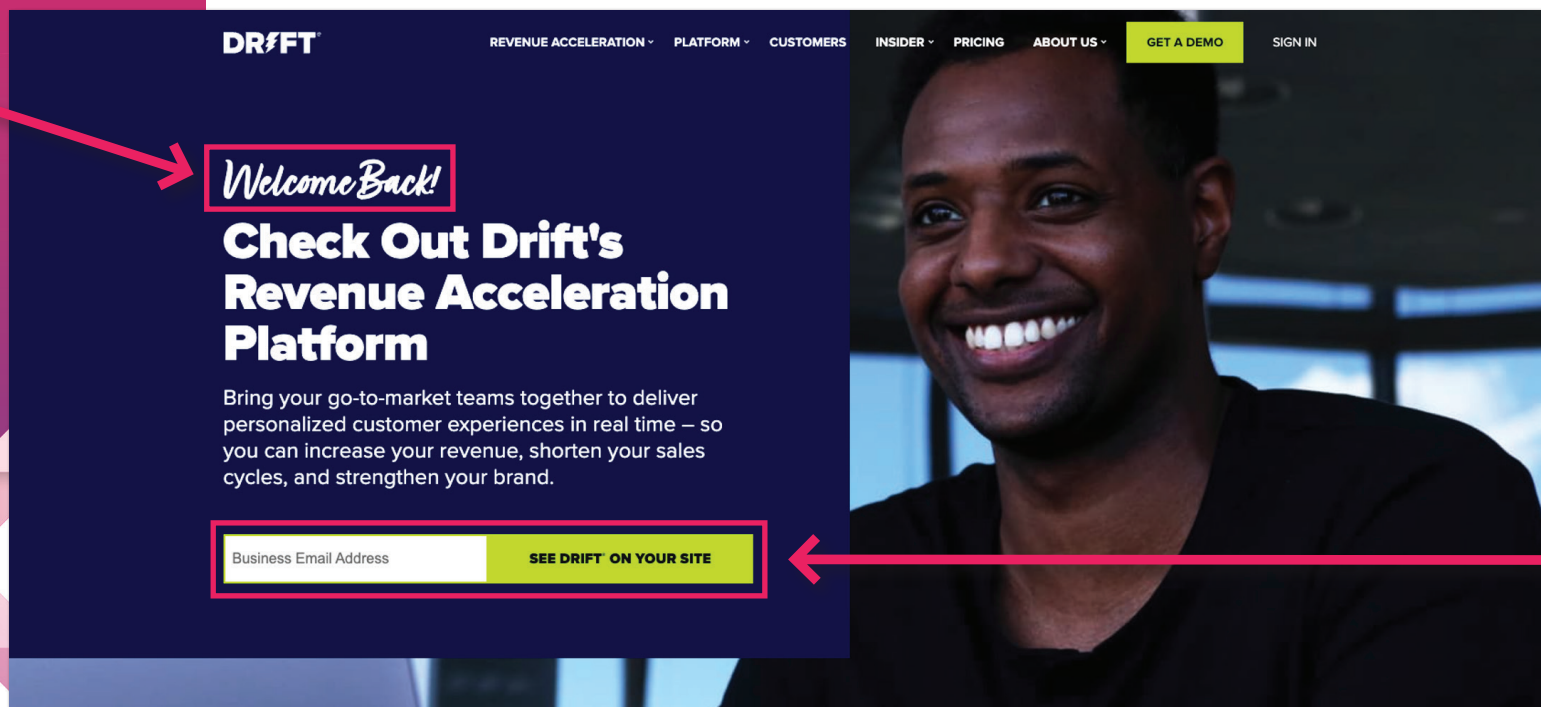 DRIFT®
REVENUE ACCELERATION PLATFORM CUSTOMERS INSIDER PRICING ABOUT US GET A DEMO SIGN IN
Welcome Back!
Check Out Drift's
Revenue Acceleration
Platform
Bring your go-to-market teams together to deliver
personalized customer experiences in real time – so
you can increase your revenue, shorten your sales
cycles, and strengthen your brand.
Business Email Address SEE DRIFT® ON YOUR SITE